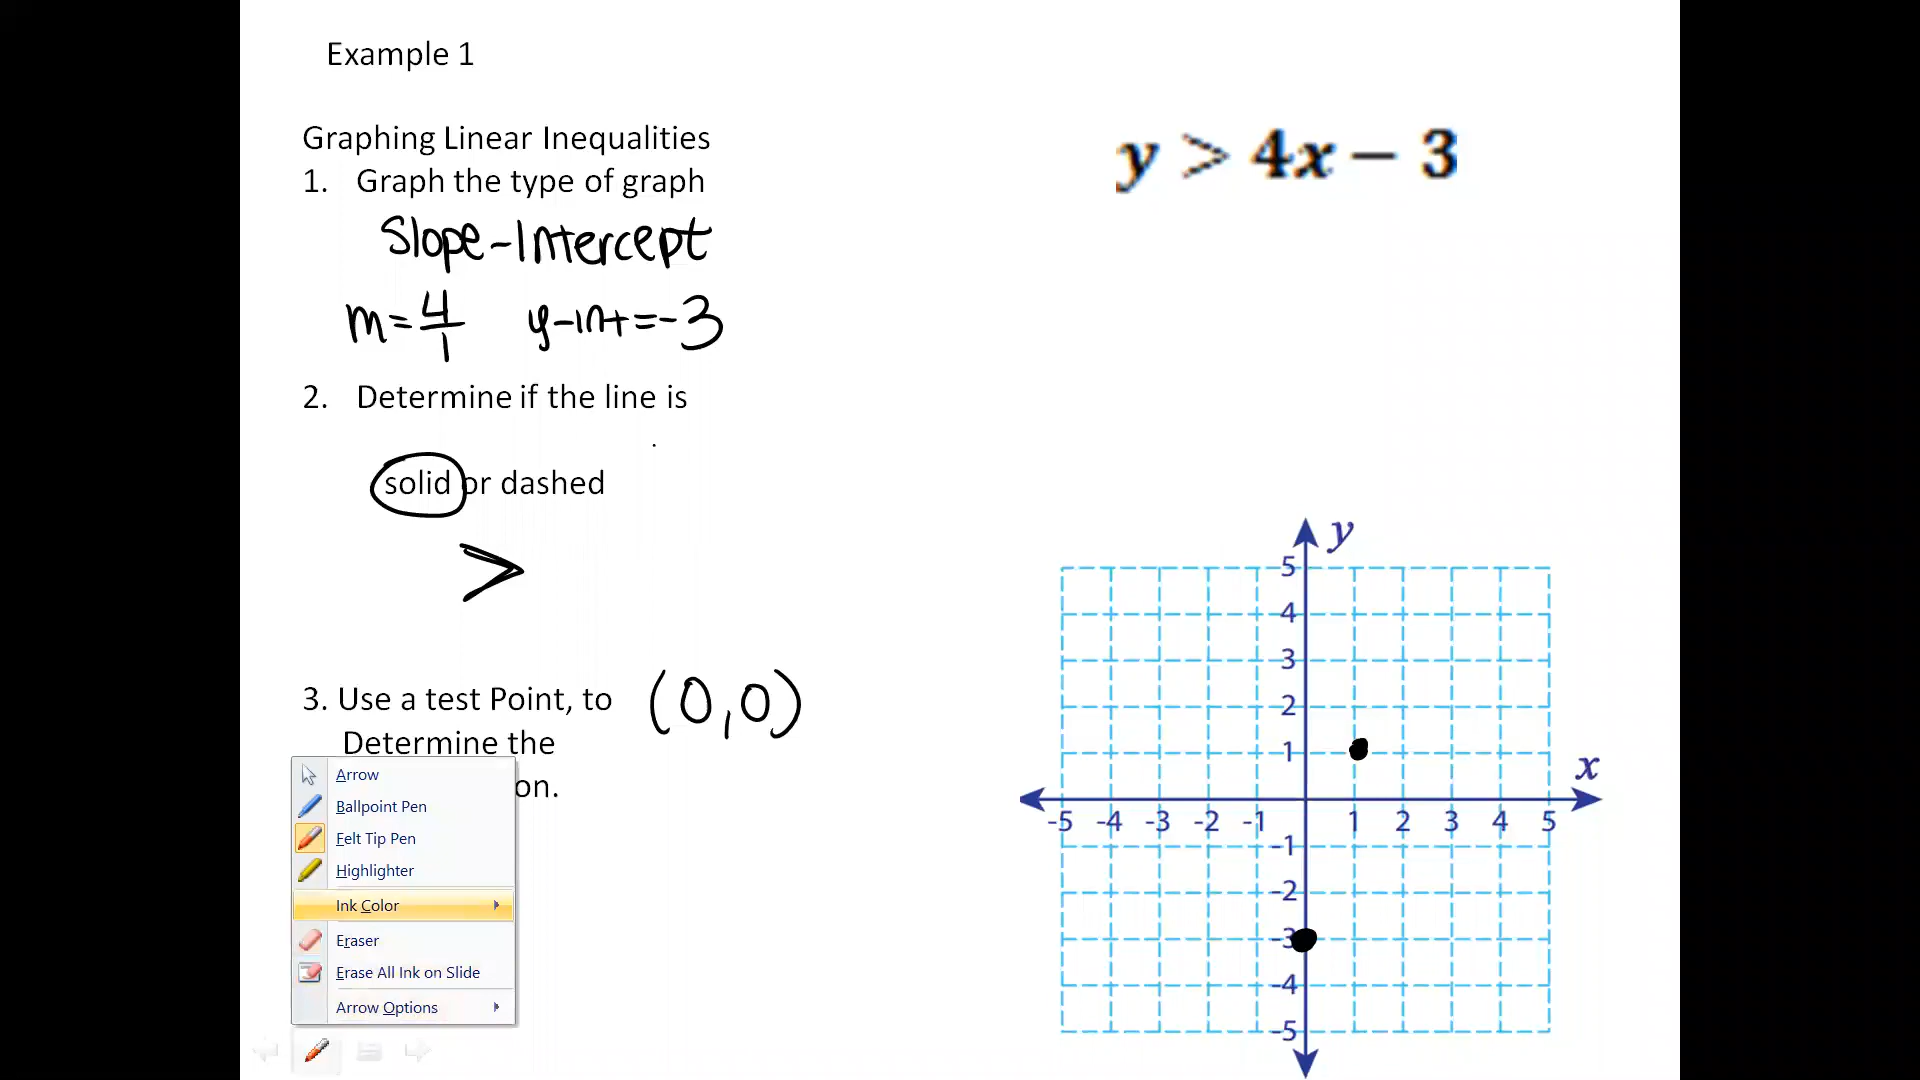 Example 1
y > 4x − 3
Graphing Linear Inequalities
1. Graph the type of graph
Slope-Intercept
m=4/1 y-int=-3
2. Determine if the line is
solid or dashed
>
3. Use a test Point, to (0,0)
Determine the
on.
Arrow
Ballpoint Pen
Felt Tip Pen
Highlighter
Ink Color
Eraser
Erase All Ink on Slide
Arrow Options
y
5
4
3
2
1
x
-5 -4 -3 -2 -1 1 2 3 4 5
-1
-2
-3
-4
-5